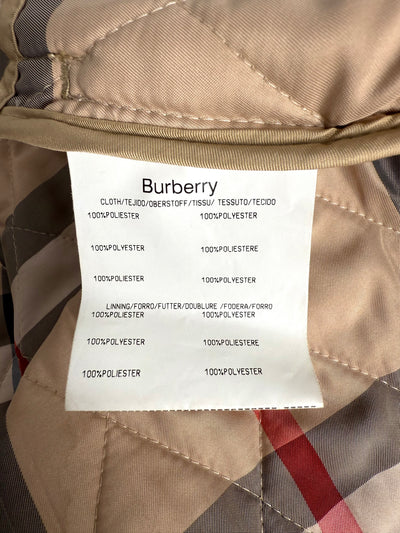 Burberry
CLOTH/TEJIDO/OBERSTOFF/TISSU/ TESSUTO/TECIDO
100%POLIESTER 100%POLYESTER
100%POLYESTER 100%POLIESTERE
100%POLIESTER 100%POLYESTER
LINNING/FORRO/FUTTER/DOUBLURE /FODERA/FORRO
100%POLIESTER 100%POLYESTER
100%POLYESTER 100%POLIESTERE
100%POLIESTER 100%POLYESTER